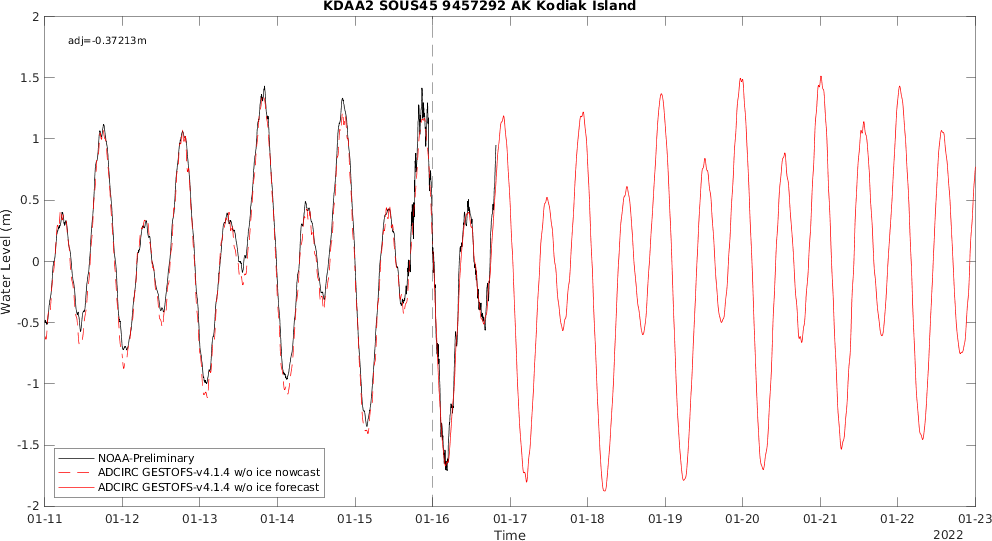 KDAA2 SOUS45 9457292 AK Kodiak Island
adj=-0.37213m
Water Level (m)
2
1.5
1
0.5
0
-0.5
-1
-1.5
-2
NOAA-Preliminary
ADCIRC GESTOFS-v4.1.4 w/o ice nowcast
ADCIRC GESTOFS-v4.1.4 w/o ice forecast
01-11 01-12 01-13 01-14 01-15 01-16 01-17 01-18 01-19 01-20 01-21 01-22 01-23
Time
2022